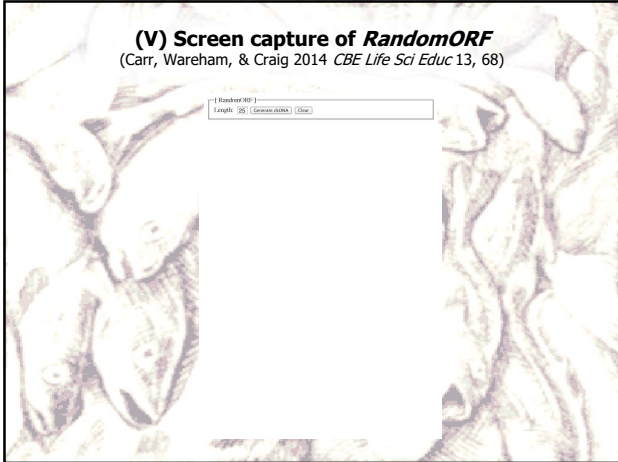 (V) Screen capture of RandomORF
(Carr, Wareham, & Craig 2014 CBE Life Sci Educ 13, 68)
[ RandomORF ]
Length: 25 Generate dsDNA Clear